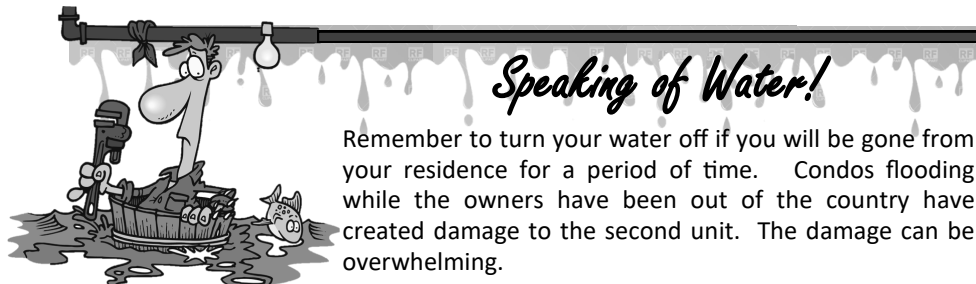 Speaking of Water!
Remember to turn your water off if you will be gone from
your residence for a period of time. Condos flooding
while the owners have been out of the country have
created damage to the second unit. The damage can be
overwhelming.